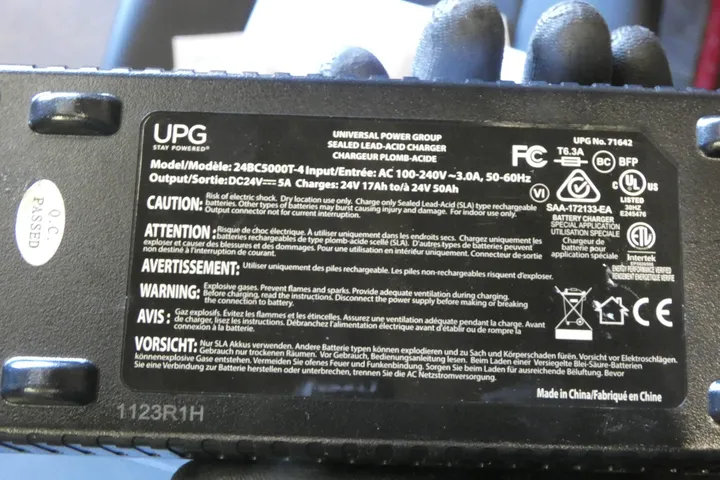 UPG
STAY POWERED®
UNIVERSAL POWER GROUP
SEALED LEAD-ACID CHARGER
CHARGEUR PLOMB-ACIDE
UPG No. 71642
T6.3A
FC
BC
BFP
Model/Modèle: 24BC5000T-4 Input/Entrée: AC 100-240V~3.0A, 50-60Hz
Output/Sortie: DC24V 5A Charges: 24V 17Ah to/à 24V 50Ah
VI
SAA-172133-EA
c UL us
LISTED
30HZ
E245476
BATTERY CHARGER
SPECIAL APPLICATION
UTILISATION SPÉCIALE
Chargeur de
batterie pour
application spéciale
Intertek
ENERGY PERFORMANCE VERIFIED
RENDEMENT ÉNERGÉTIQUE VÉRIFIÉ
CAUTION: Risk of electric shock. Dry location use only. Charge only Sealed Lead-Acid (SLA) type rechargeable
batteries. Other types of batteries may burst causing injury and damage. For indoor use only.
Output connector not for current interruption.
ATTENTION: Risque de choc électrique. À utiliser uniquement dans les endroits secs. Chargez uniquement les
batteries rechargeables de type plomb-acide scellé (SLA). D'autres types de batteries peuvent
exploser et causer des blessures et des dommages. Pour une utilisation en intérieur uniquement. Connecteur de sortie
non destiné à l'interruption de courant.
AVERTISSEMENT: Utiliser uniquement des piles rechargeable. Les piles non-rechargeables risquent d'exploser.
WARNING: Explosive gases. Prevent flames and sparks. Provide adequate ventilation during charging.
Before charging, read the instructions. Disconnect the power supply before making or breaking
the connection to battery.
AVIS: Gaz explosifs. Évitez les flammes et les étincelles. Assurez une ventilation adéquate pendant la charge. Avant
de charger, lisez les instructions. Débranchez l'alimentation électrique avant d'établir ou de rompre la
connexion à la batterie.
CE
VORSICHT: Nur SLA Akkus verwenden. Andere Batterie typen können explodieren und zu Sach und Körperschaden füren. Vorsicht vor Elektroschlägen.
Gebrauch nur trockenen Räumen. Vor Gebrauch, Bedienungsanleitung lesen. Beim Laden einer Versiegelte Blei-Säure-Batterien
könnenexplosive Gase entstehen. Vermeiden Sie offenes Feuer und Funkenbildung. Sorgen Sie beim Laden für ausreichende Belüftung. Bevor
Sie eine Verbindung zur Batterie herstellen oder unterbrechen, trennen Sie die AC Netzstromversorgung.
Made in China/Fabriqué en Chine
Q.C.
PASSED
1123R1H